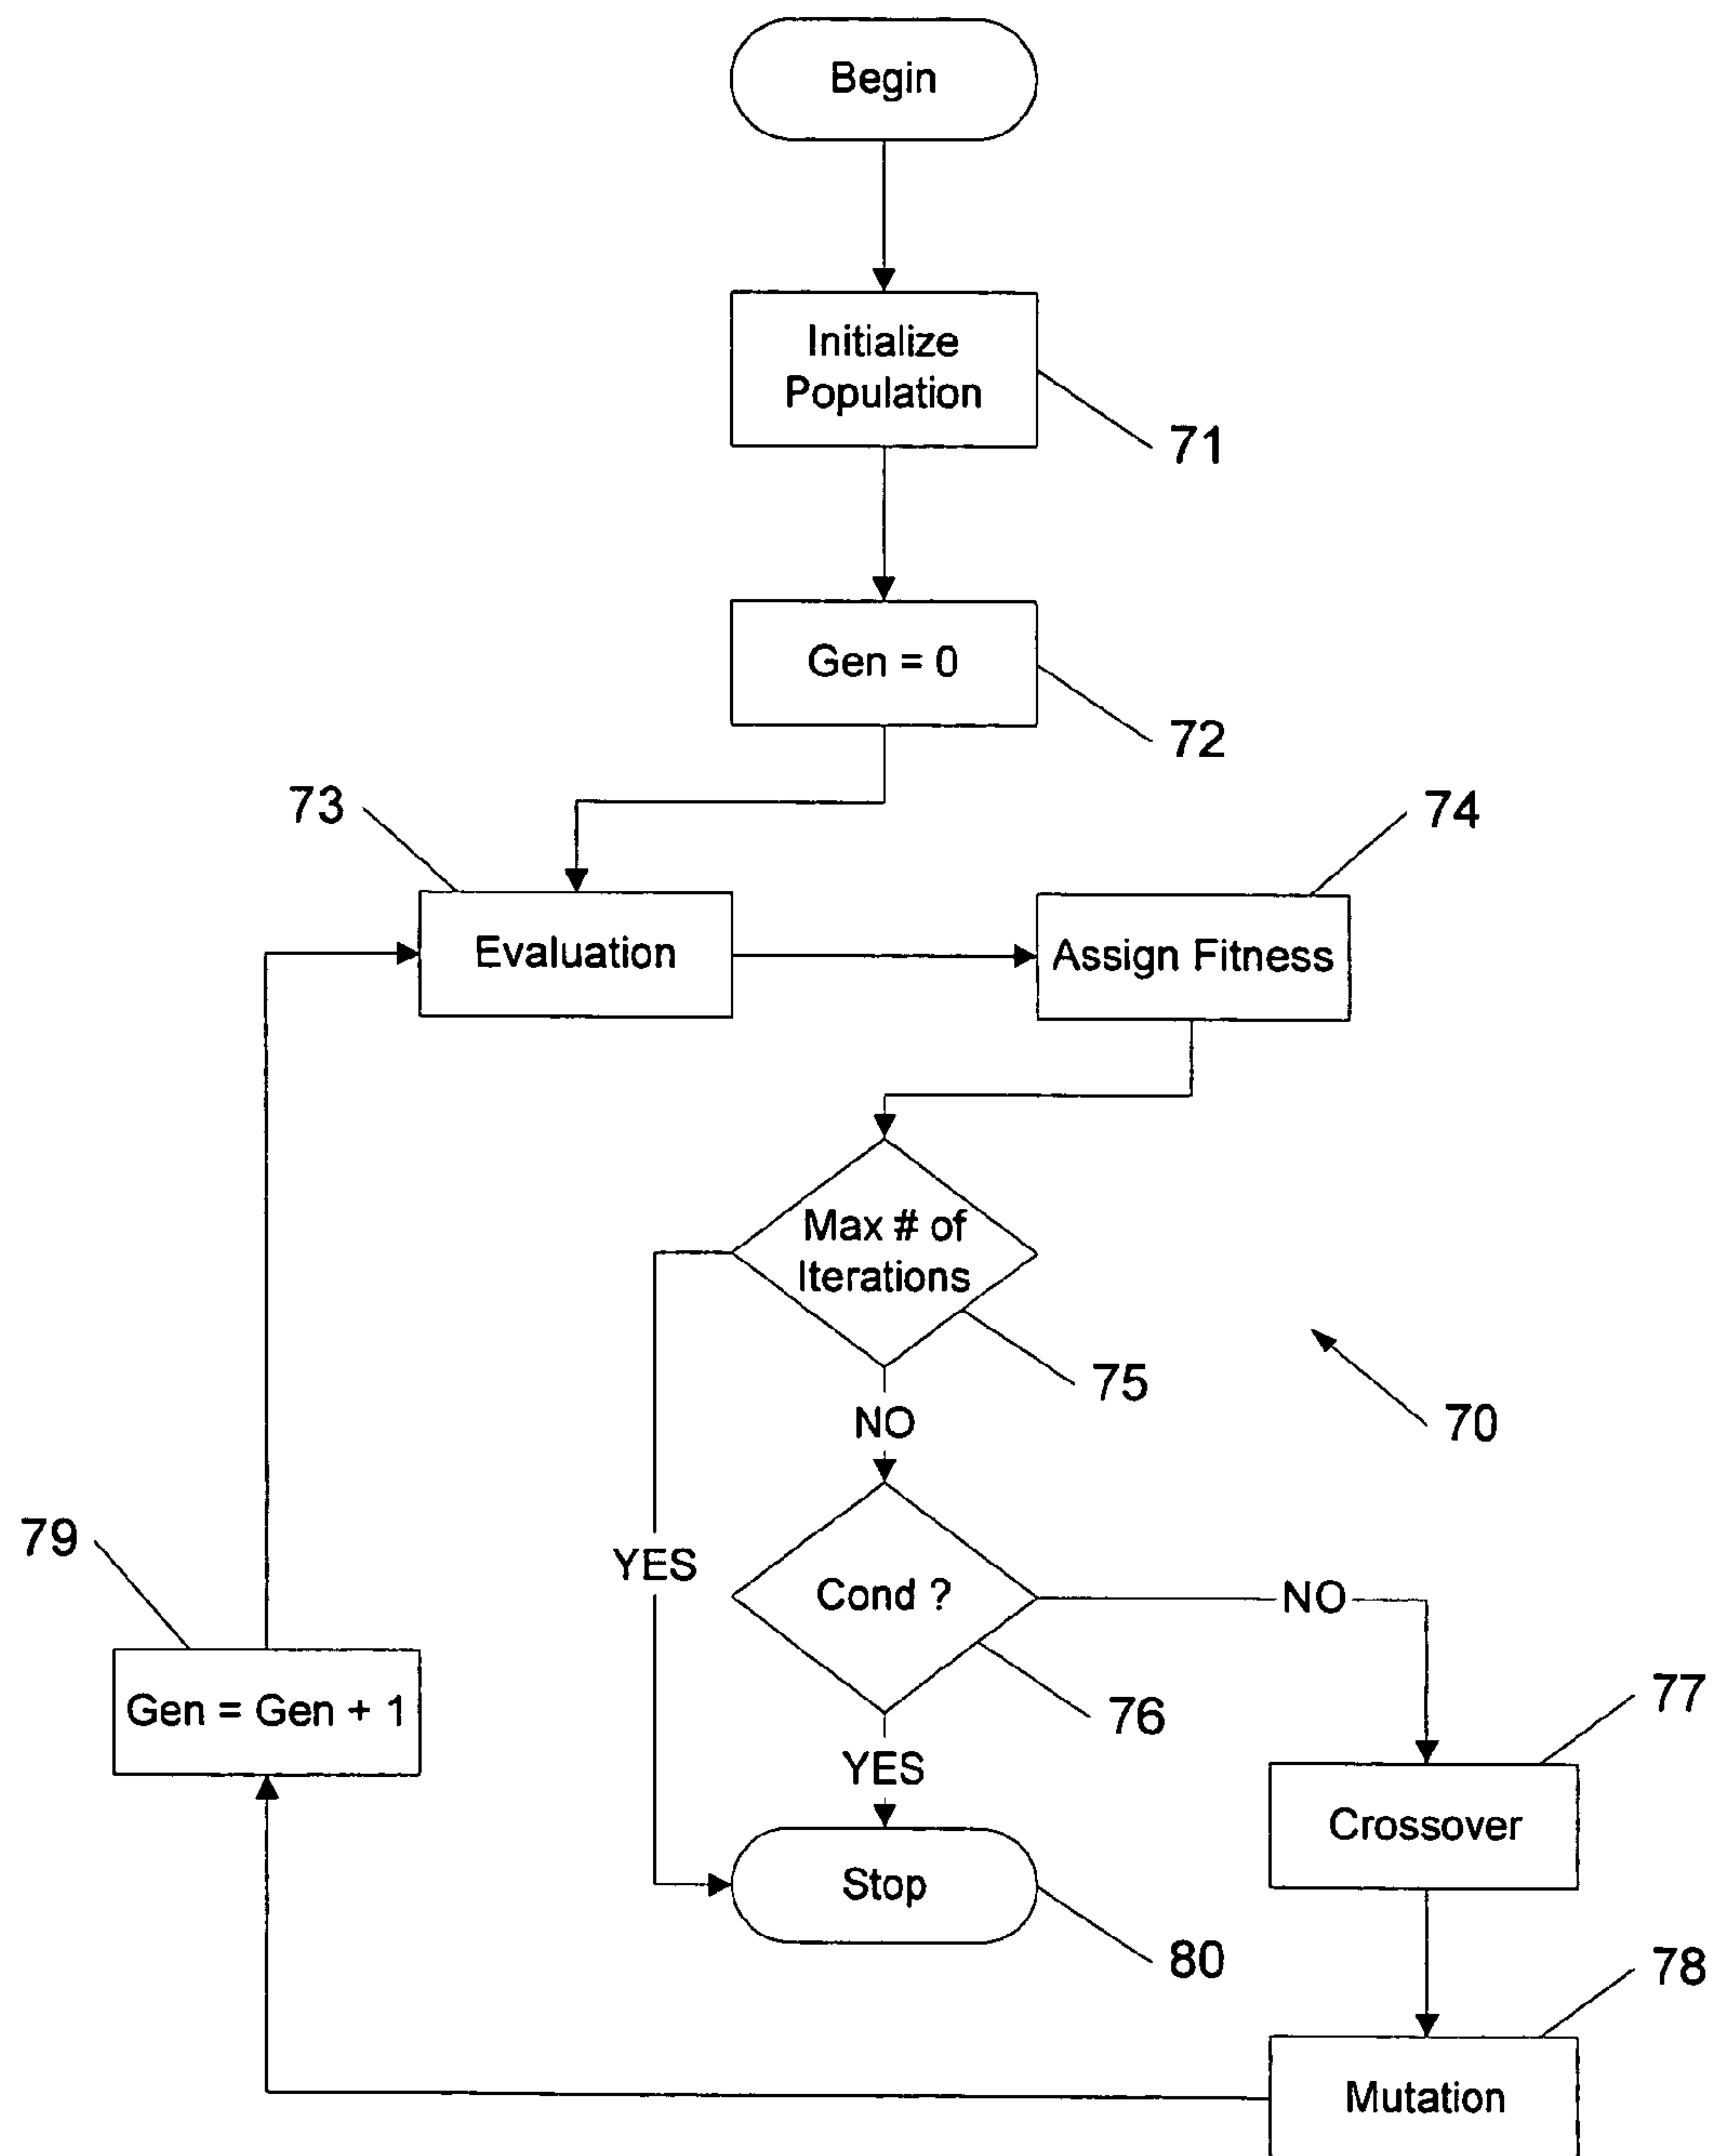 Begin
Initialize
Population
71
Gen = 0
72
73
74
Evaluation
Assign Fitness
Max # of
Iterations
75
NO
70
79
YES
Cond ?
NO
76
77
Gen = Gen + 1
YES
Crossover
Stop
80
78
Mutation